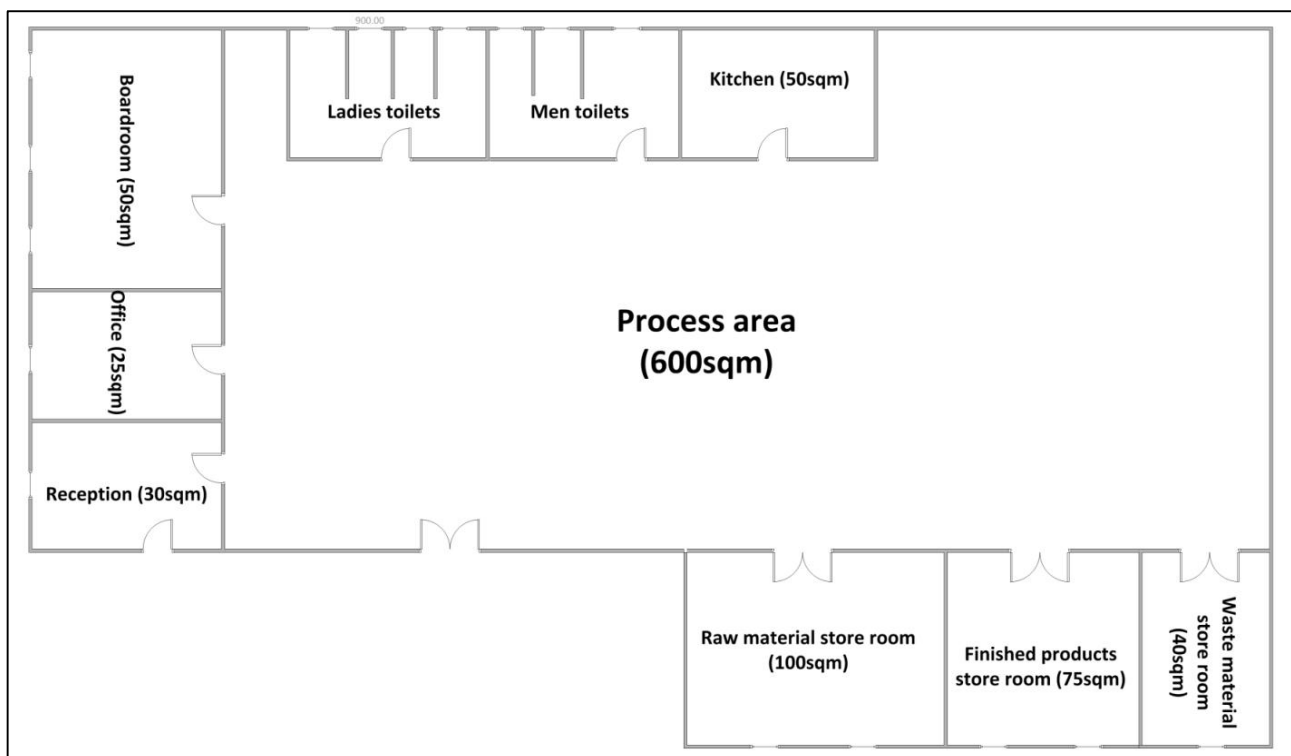 900.00
Boardroom (50sqm)
Ladies toilets
Men toilets
Kitchen (50sqm)
Office (25sqm)
Process area
(600sqm)
Reception (30sqm)
Raw material store room
(100sqm)
Finished products
store room (75sqm)
Waste material
store room
(40sqm)